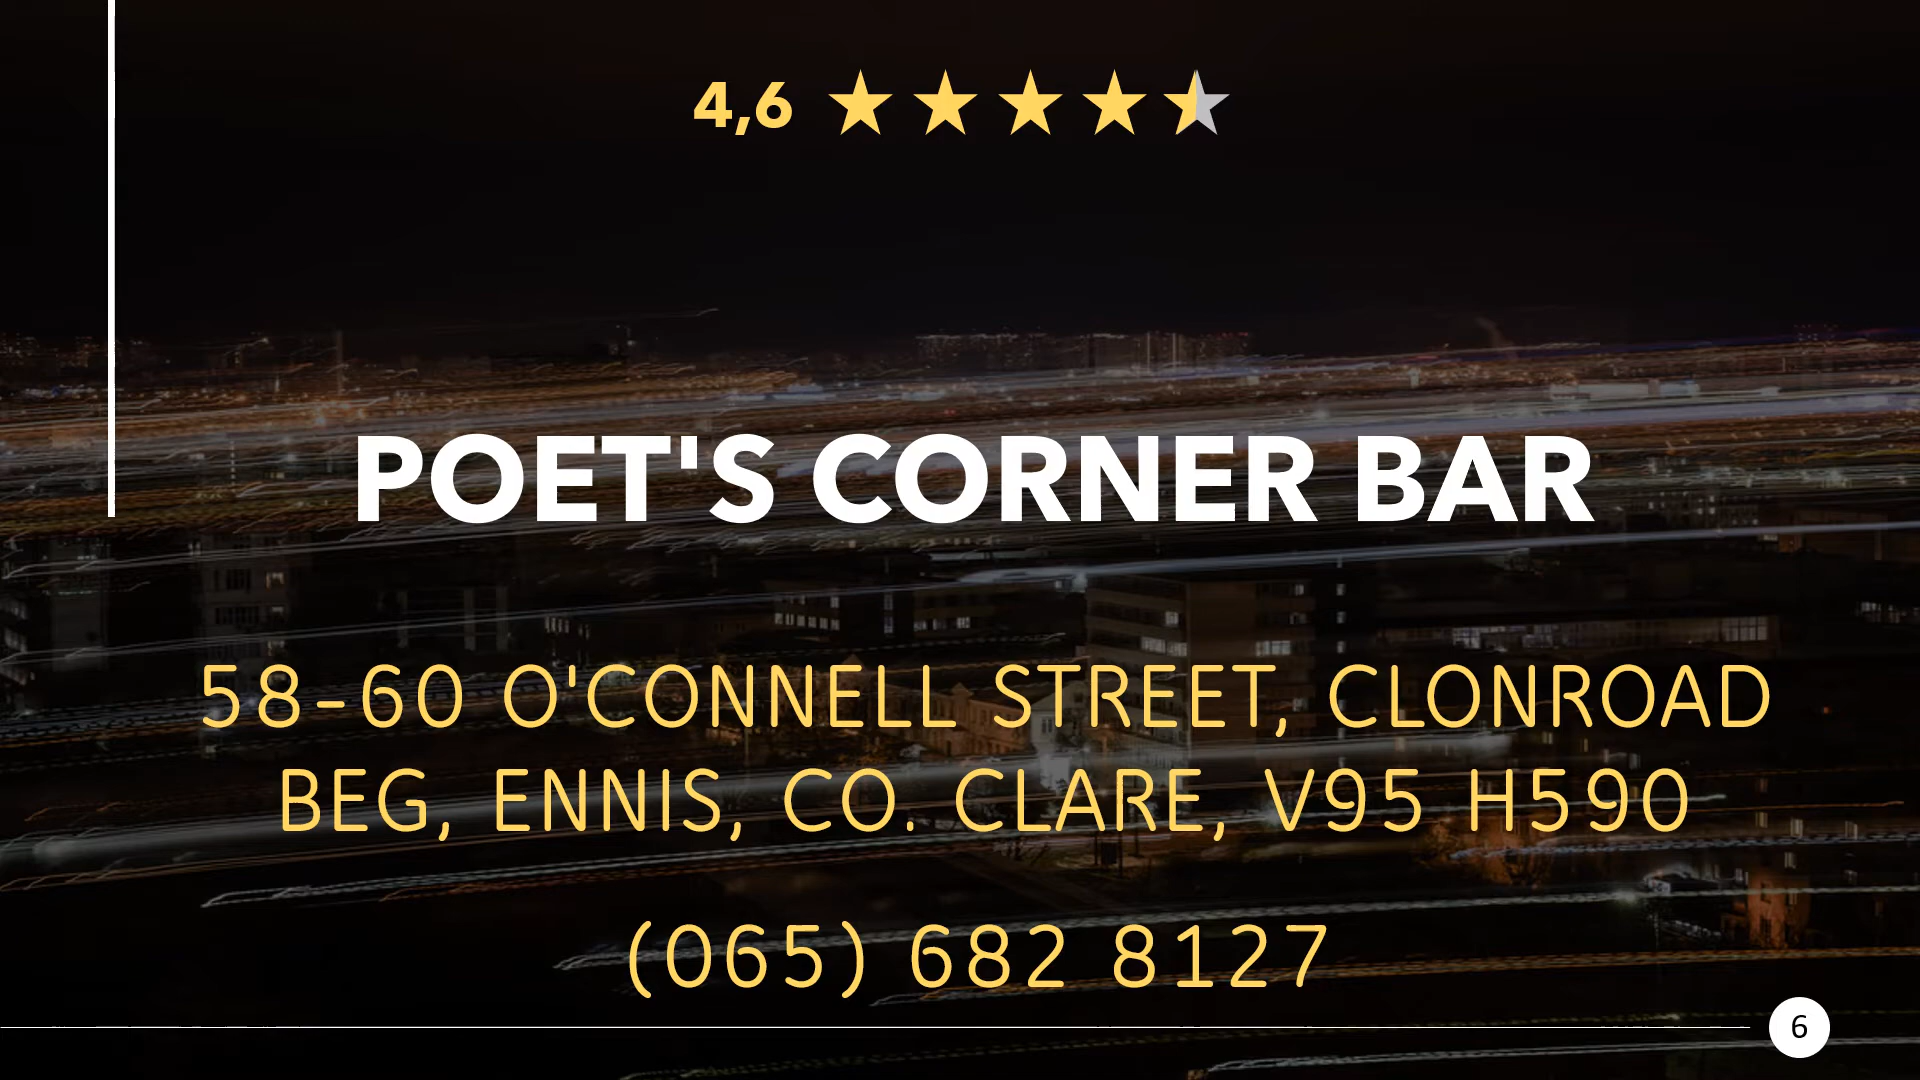 4,6
POET'S CORNER BAR
58-60 O'CONNELL STREET, CLONROAD
BEG, ENNIS, CO. CLARE, V95 H590
(065) 682 8127
6